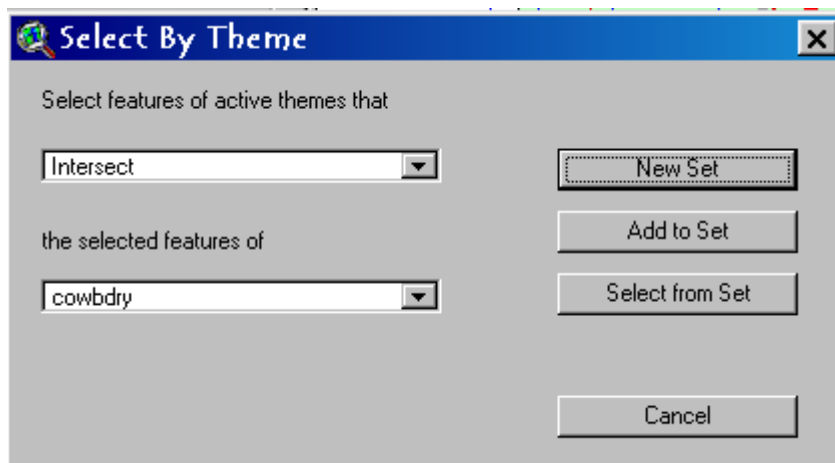 Select By Theme
Select features of active themes that
Intersect
New Set
the selected features of
Add to Set
cowbdry
Select from Set
Cancel